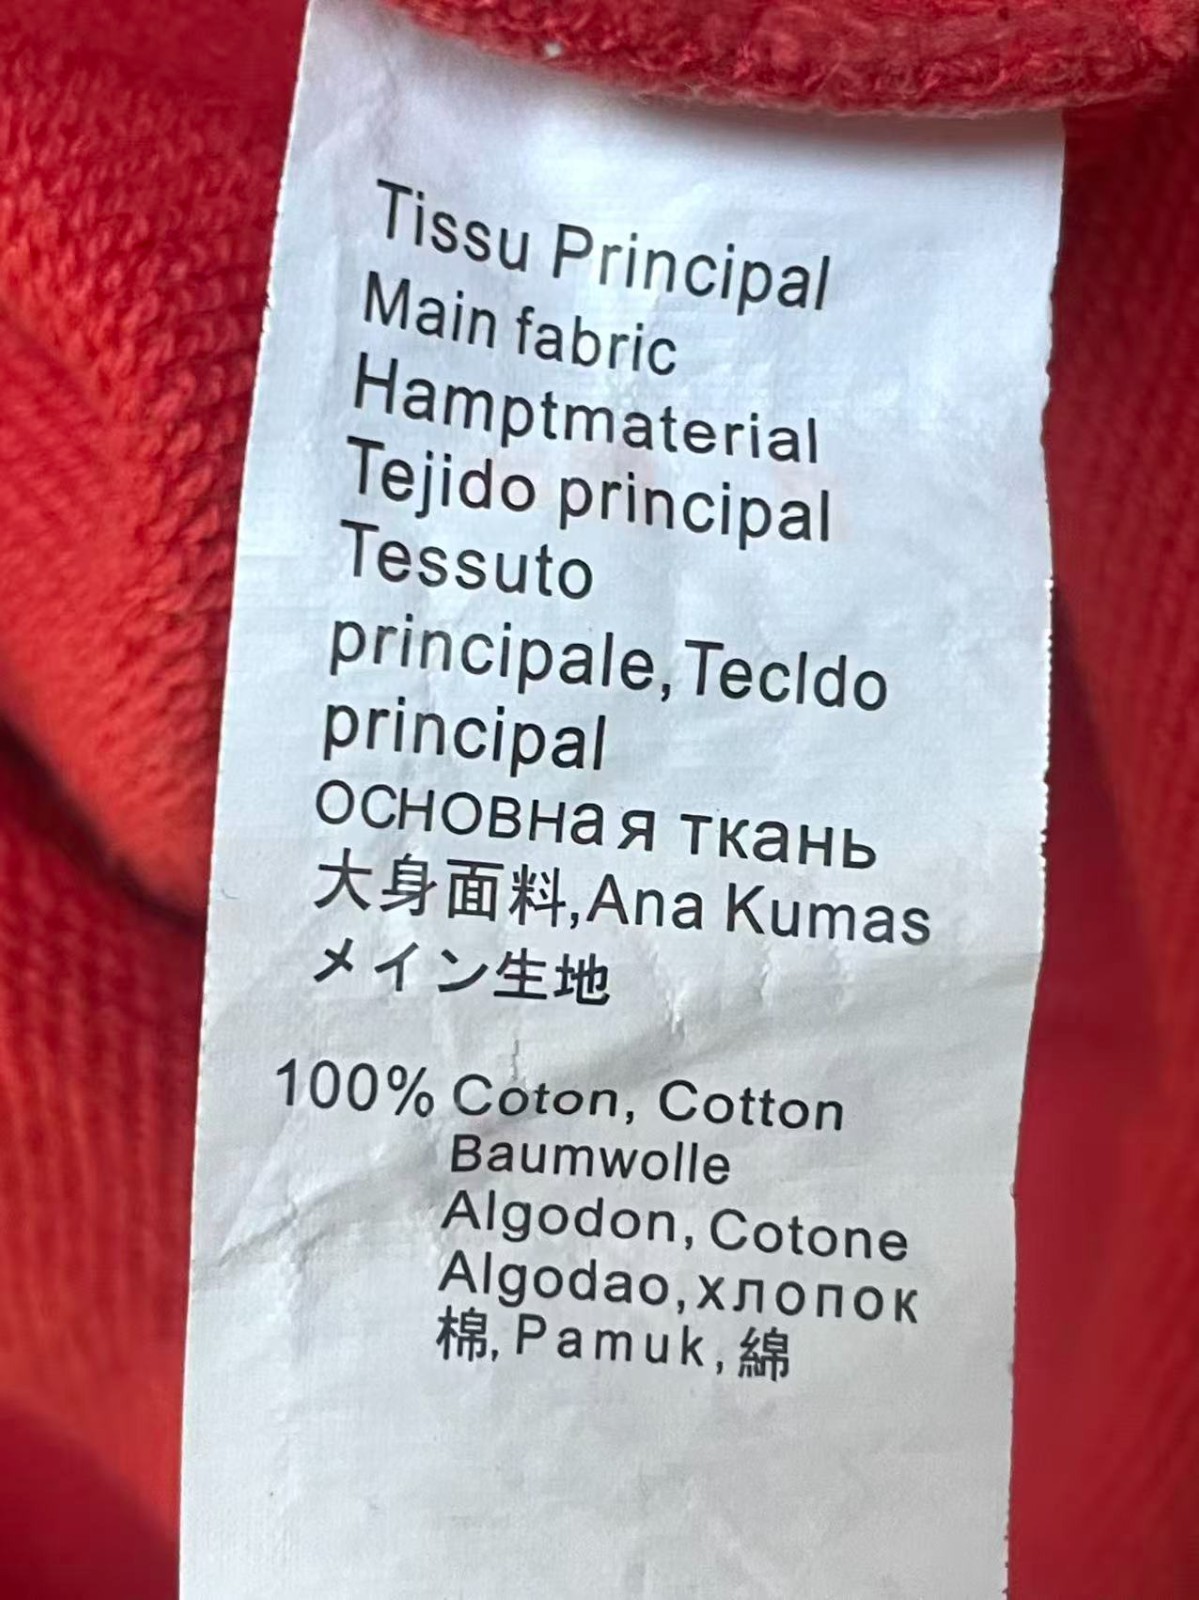 Tissu Principal
Main fabric
Hamptmaterial
Tejido principal
Tessuto
principale,Tecldo
principal
ОСНОВНая ткань
大身面料,Ana Kumas
メイン生地
100% Coton, Cotton
Baumwolle
Algodon,Cotone
Algodao,хлопок
棉,Pamuk,綿